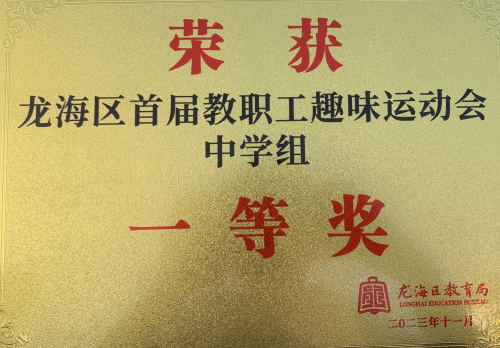 荣获
龙海区首届教职工趣味运动会
中学组
一等奖
龙海区教育局
LONGHAI EDUCATION BUREAU
二0二三年十一月